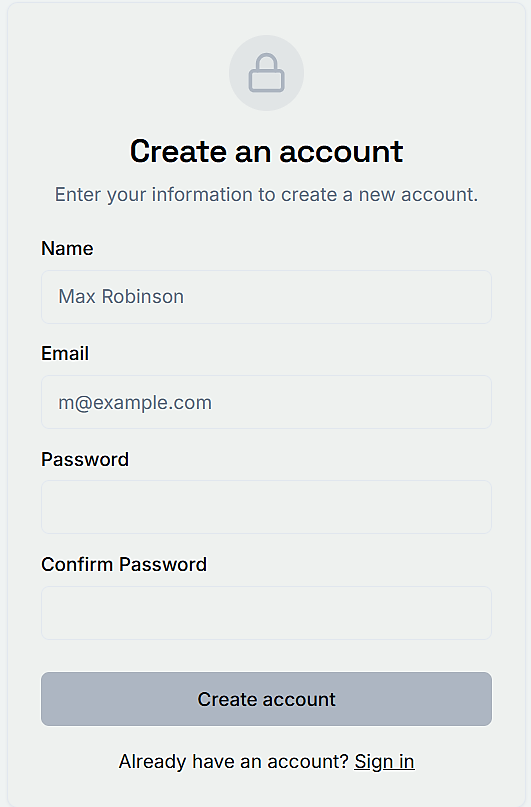 Create an account
Enter your information to create a new account.
Name
Max Robinson
Email
m@example.com
Password
Confirm Password
Create account
Already have an account? Sign in